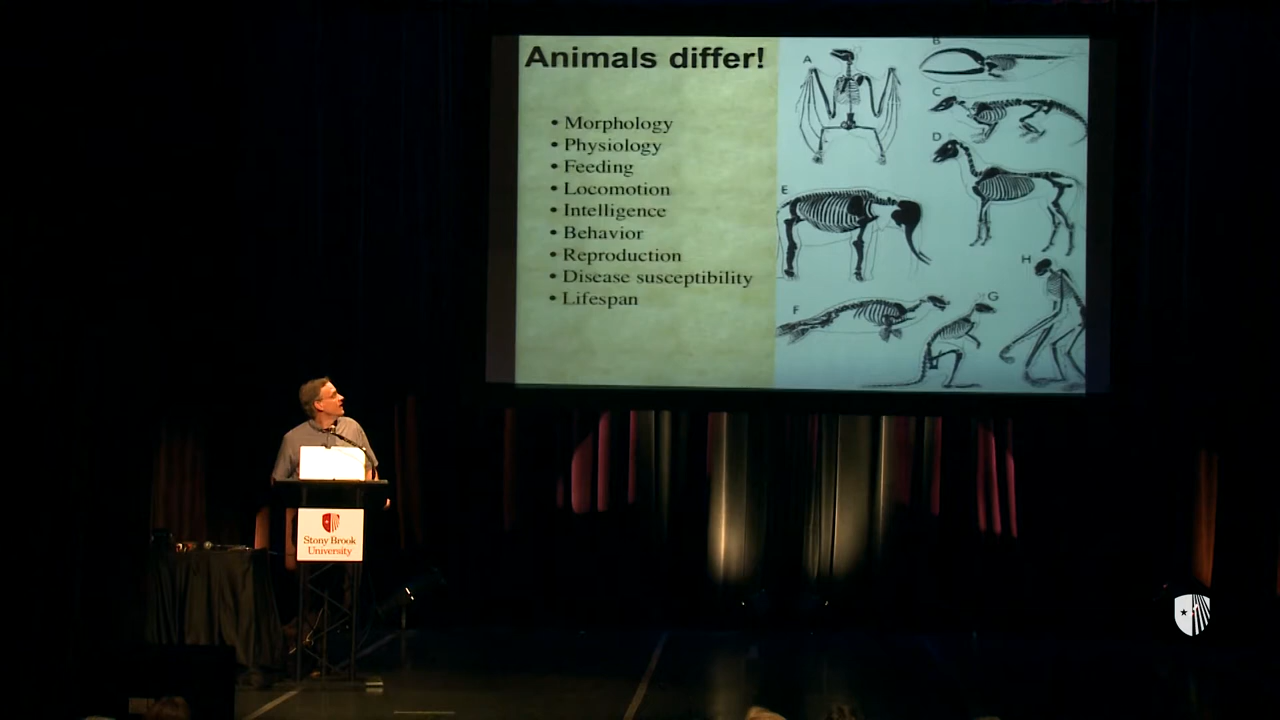 Animals differ!
• Morphology
• Physiology
• Feeding
• Locomotion
• Intelligence
• Behavior
• Reproduction
• Disease susceptibility
• Lifespan
A
B
C
D
E
F
G
H
Stony Brook
University